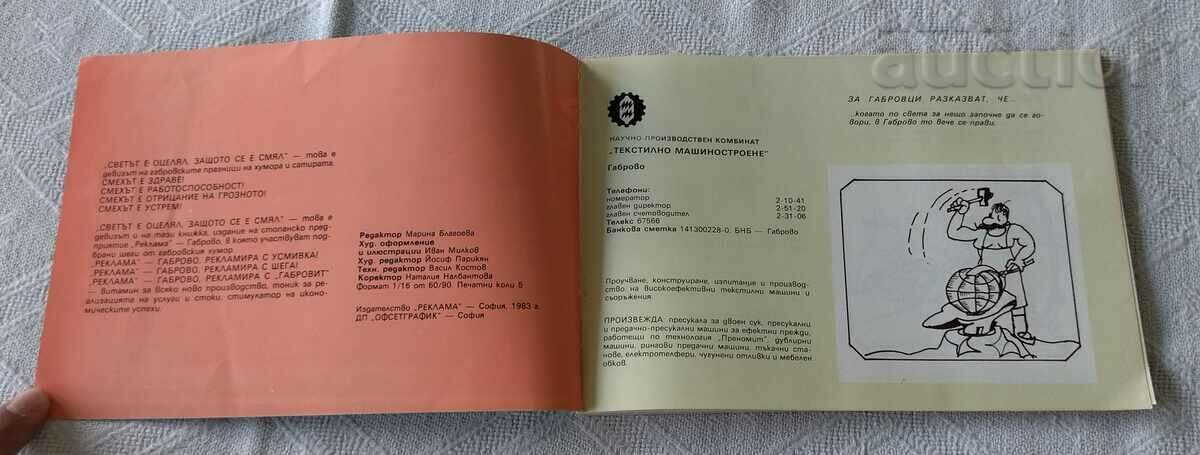 „СВЕТЪТ Е ОЦЕЛЯЛ, ЗАЩОТО СЕ Е СМЯЛ" — това е
девизът на габровските празници на хумора и сатирата.
СМЕХЪТ Е ЗДРАВЕ!
СМЕХЪТ Е РАБОТОСПОСОБНОСТ!
СМЕХЪТ Е ОТРИЦАНИЕ НА ГРОЗНОТО!
СМЕХЪТ Е УСТРЕМ!
„СВЕТЪТ Е ОЦЕЛЯЛ, ЗАЩОТО СЕ Е СМЯЛ" — това е
девизът и на тази книжка, издание на стопанско пред-
приятие „Реклама" — Габрово, в която участвуват под-
брани шеги от габровския хумор.
„РЕКЛАМА" — ГАБРОВО, РЕКЛАМИРА С УСМИВКА!
„РЕКЛАМА" — ГАБРОВО, РЕКЛАМИРА С ШЕГА!
„РЕКЛАМА" — ГАБРОВО, РЕКЛАМИРА С „ГАБРОВИТ"
— витамин за всяко ново производство, тоник за ре-
ализацията на услуги и стоки, стимулатор на иконо-
мическите успехи.
Редактор Марина Благоева
Худ. оформление
и илюстрации Иван Милков
Худ. редактор Йосиф Парикян
Техн. редактор Васил Костов
Коректор Наталия Налбантова
Формат 1/16 от 60/90. Печатни коли 8
Издателство „РЕКЛАМА" — София, 1983 г.
ДП „ОФСЕТГРАФИК" — София
НАУЧНО-ПРОИЗВОДСТВЕН КОМБИНАТ
„ТЕКСТИЛНО МАШИНОСТРОЕНЕ"
Габрово
Телефони:
номератор 2-10-41
главен директор 2-51-20
главен счетоводител 2-31-06
Телекс 67566
Банкова сметка 141300228-0, БНБ — Габрово
Проучване, конструиране, изпитание и производ-
ство на високоефективни текстилни машини и
съоръжения.
ПРОИЗВЕЖДА: пресукала за двоен сук, пресукални
и предачно-пресукални машини за ефектни прежди,
работещи по технология „Преномит", дублирни
машини, рингови предачни машини, тъкачни ста-
нове, електротелфери, чугунени отливки и мебелен
обков.
ЗА ГАБРОВЦИ РАЗКАЗВАТ, ЧЕ...
...когато по света за нещо започне да се го-
вори, в Габрово то вече се прави.
auction